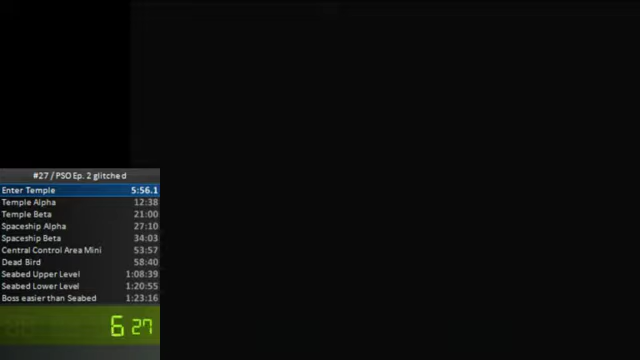 #27 / PSO Ep. 2 glitched
Enter Temple 5:56.1
Temple Alpha 12:38
Temple Beta 21:00
Spaceship Alpha 27:10
Spaceship Beta 34:03
Central Control Area Mini 53:57
Dead Bird 58:40
Seabed Upper Level 1:08:39
Seabed Lower Level 1:20:55
Boss easier than Seabed 1:23:16
6 27